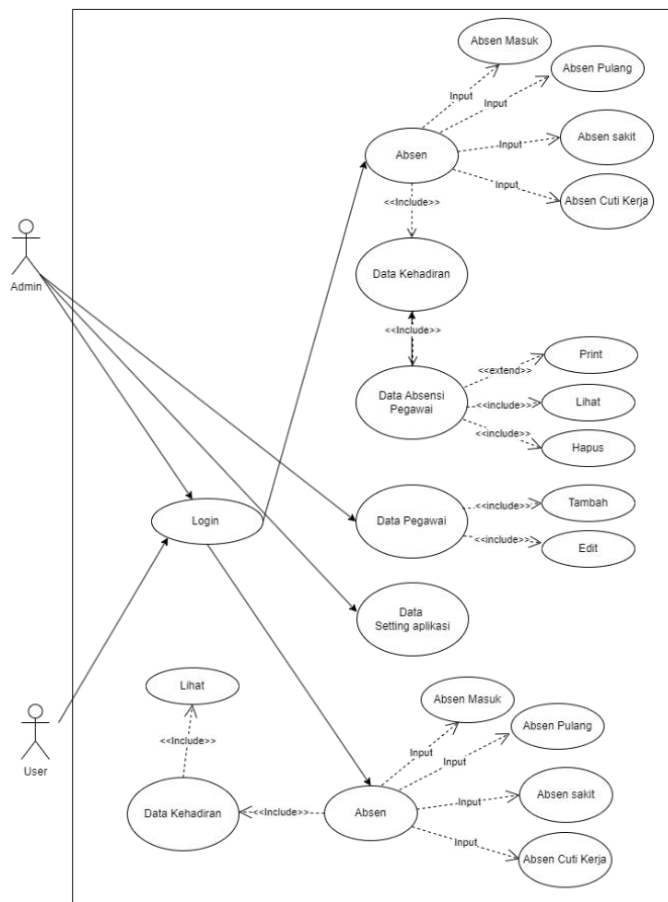 Absen Masuk
Absen Pulang
Input
Input
Absen
Input
Absen sakit
Input
Absen Cuti Kerja
<<Include>>
Admin
Data Kehadiran
<<Include>>
Print
<<extend>>
Data Absensi
Pegawai
<<include>>
Lihat
<<include>>
Hapus
Login
Data Pegawai
<<include>>
Tambah
<<include>>
Edit
Data
Setting aplikasi
Lihat
<<Include>>
User
Absen Masuk
Absen Pulang
Input
Input
Data Kehadiran
<<Include>>
Absen
Input
Absen sakit
Input
Absen Cuti Kerja